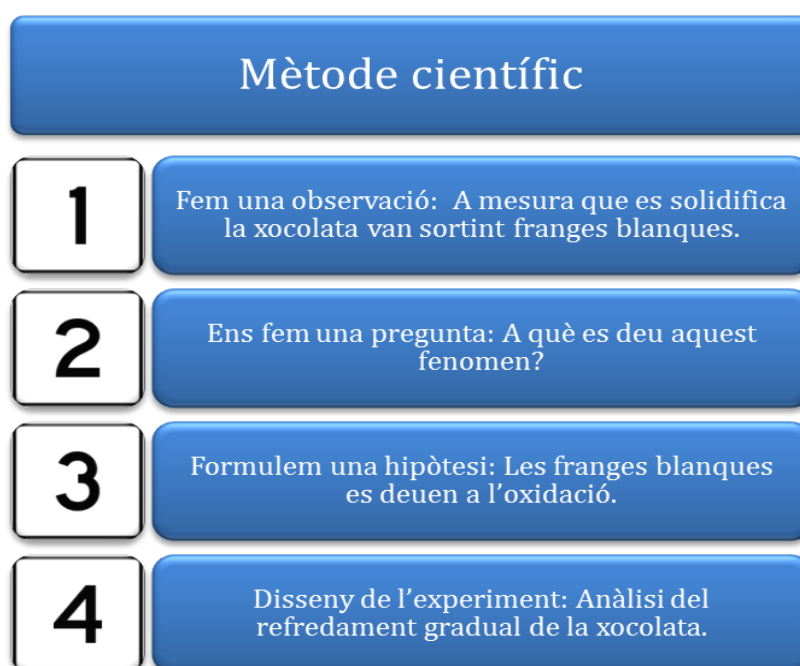 Mètode científic
1
Fem una observació:  A mesura que es solidifica
la xocolata van sortint franges blanques.
2
Ens fem una pregunta: A què es deu aquest
fenomen?
3
Formulem una hipòtesi: Les franges blanques
es deuen a l’oxidació.
4
Disseny de l’experiment: Anàlisi del
refredament gradual de la xocolata.